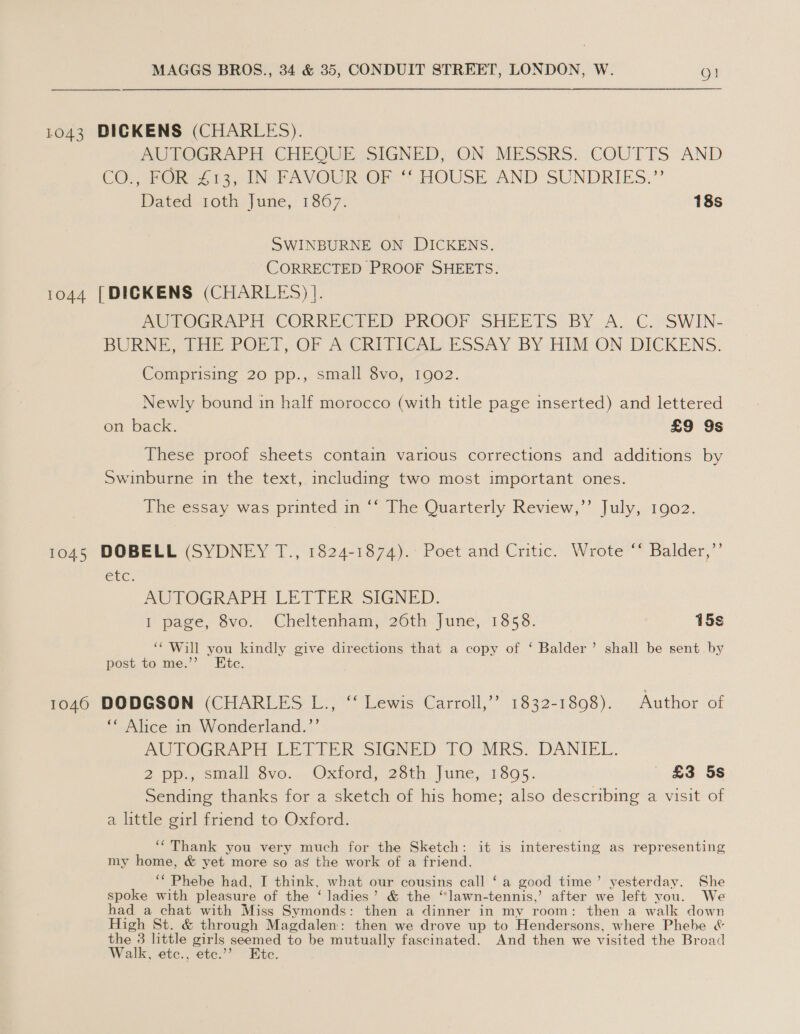 MAGGS BROS., 34 & 35, CONDUIT STREET, LONDON, W. 91
1043 DICKENS (CHARLES).
AUTOGRAPH CHEQUE SIGNED, ON MESSRS. COUTTS AND
CO., FOR £13, IN FAVOUR OF “ HOUSE AND SUNDRIES.”
Dated 10th June, 1867. 18s
SWINBURNE ON DICKENS.
CORRECTED PROOF SHEETS.
1044 [DICKENS (CHARLES)].
AUTOGRAPH CORRECTED PROOF SHEETS BY A. C. SWIN-
BURNE, THE POET, OF A CRITICAL ESSAY BY HIM ON DICKENS.
Comprising 20 pp., small 8vo, 1902.
Newly bound in half morocco (with title page inserted) and lettered
on back. £9 9s
These proof sheets contain various corrections and additions by
Swinburne in the text, including two most important ones.
The essay was printed in “ The Quarterly Review,” July, 1902.
1045 DOBELL (SYDNEY T., 1824-1874). Poet and Critic. Wrote “ Balder,”
etc.
AUTOGRAPH LETTER SIGNED.
1 page, 8vo. Cheltenham, 26th June, 1858. 15s
“ Will you kindly give directions that a copy of ‘ Balder ’ shall be sent by
post to me.” Etc.
1046 DODGSON (CHARLES L., “ Lewis Carroll,” 1832-1898). Author of
“ Alice in Wonderland.”
AUTOGRAPH LETTER SIGNED TO MRS. DANIEL.
2 pp., small 8vo. Oxford, 28th June, 1895. £3 5s
Sending thanks for a sketch of his home; also describing a visit of
a little girl friend to Oxford.
“ Thank you very much for the Sketch: it is interesting as representing
my home, & yet more so as the work of a friend.
“ Phebe had, I think, what our cousins call ‘ a good time ’ yesterday. She
spoke with pleasure of the ‘ ladies ’ & the ‘lawn-tennis,’ after we left you. We
had a chat with Miss Symonds: then a dinner in my room: then a walk down
High St. & through Magdalen: then we drove up to Hendersons, where Phebe &
the 3 little girls seemed to be mutually fascinated. And then we visited the Broad
Walk, etc., etc.” Etc.